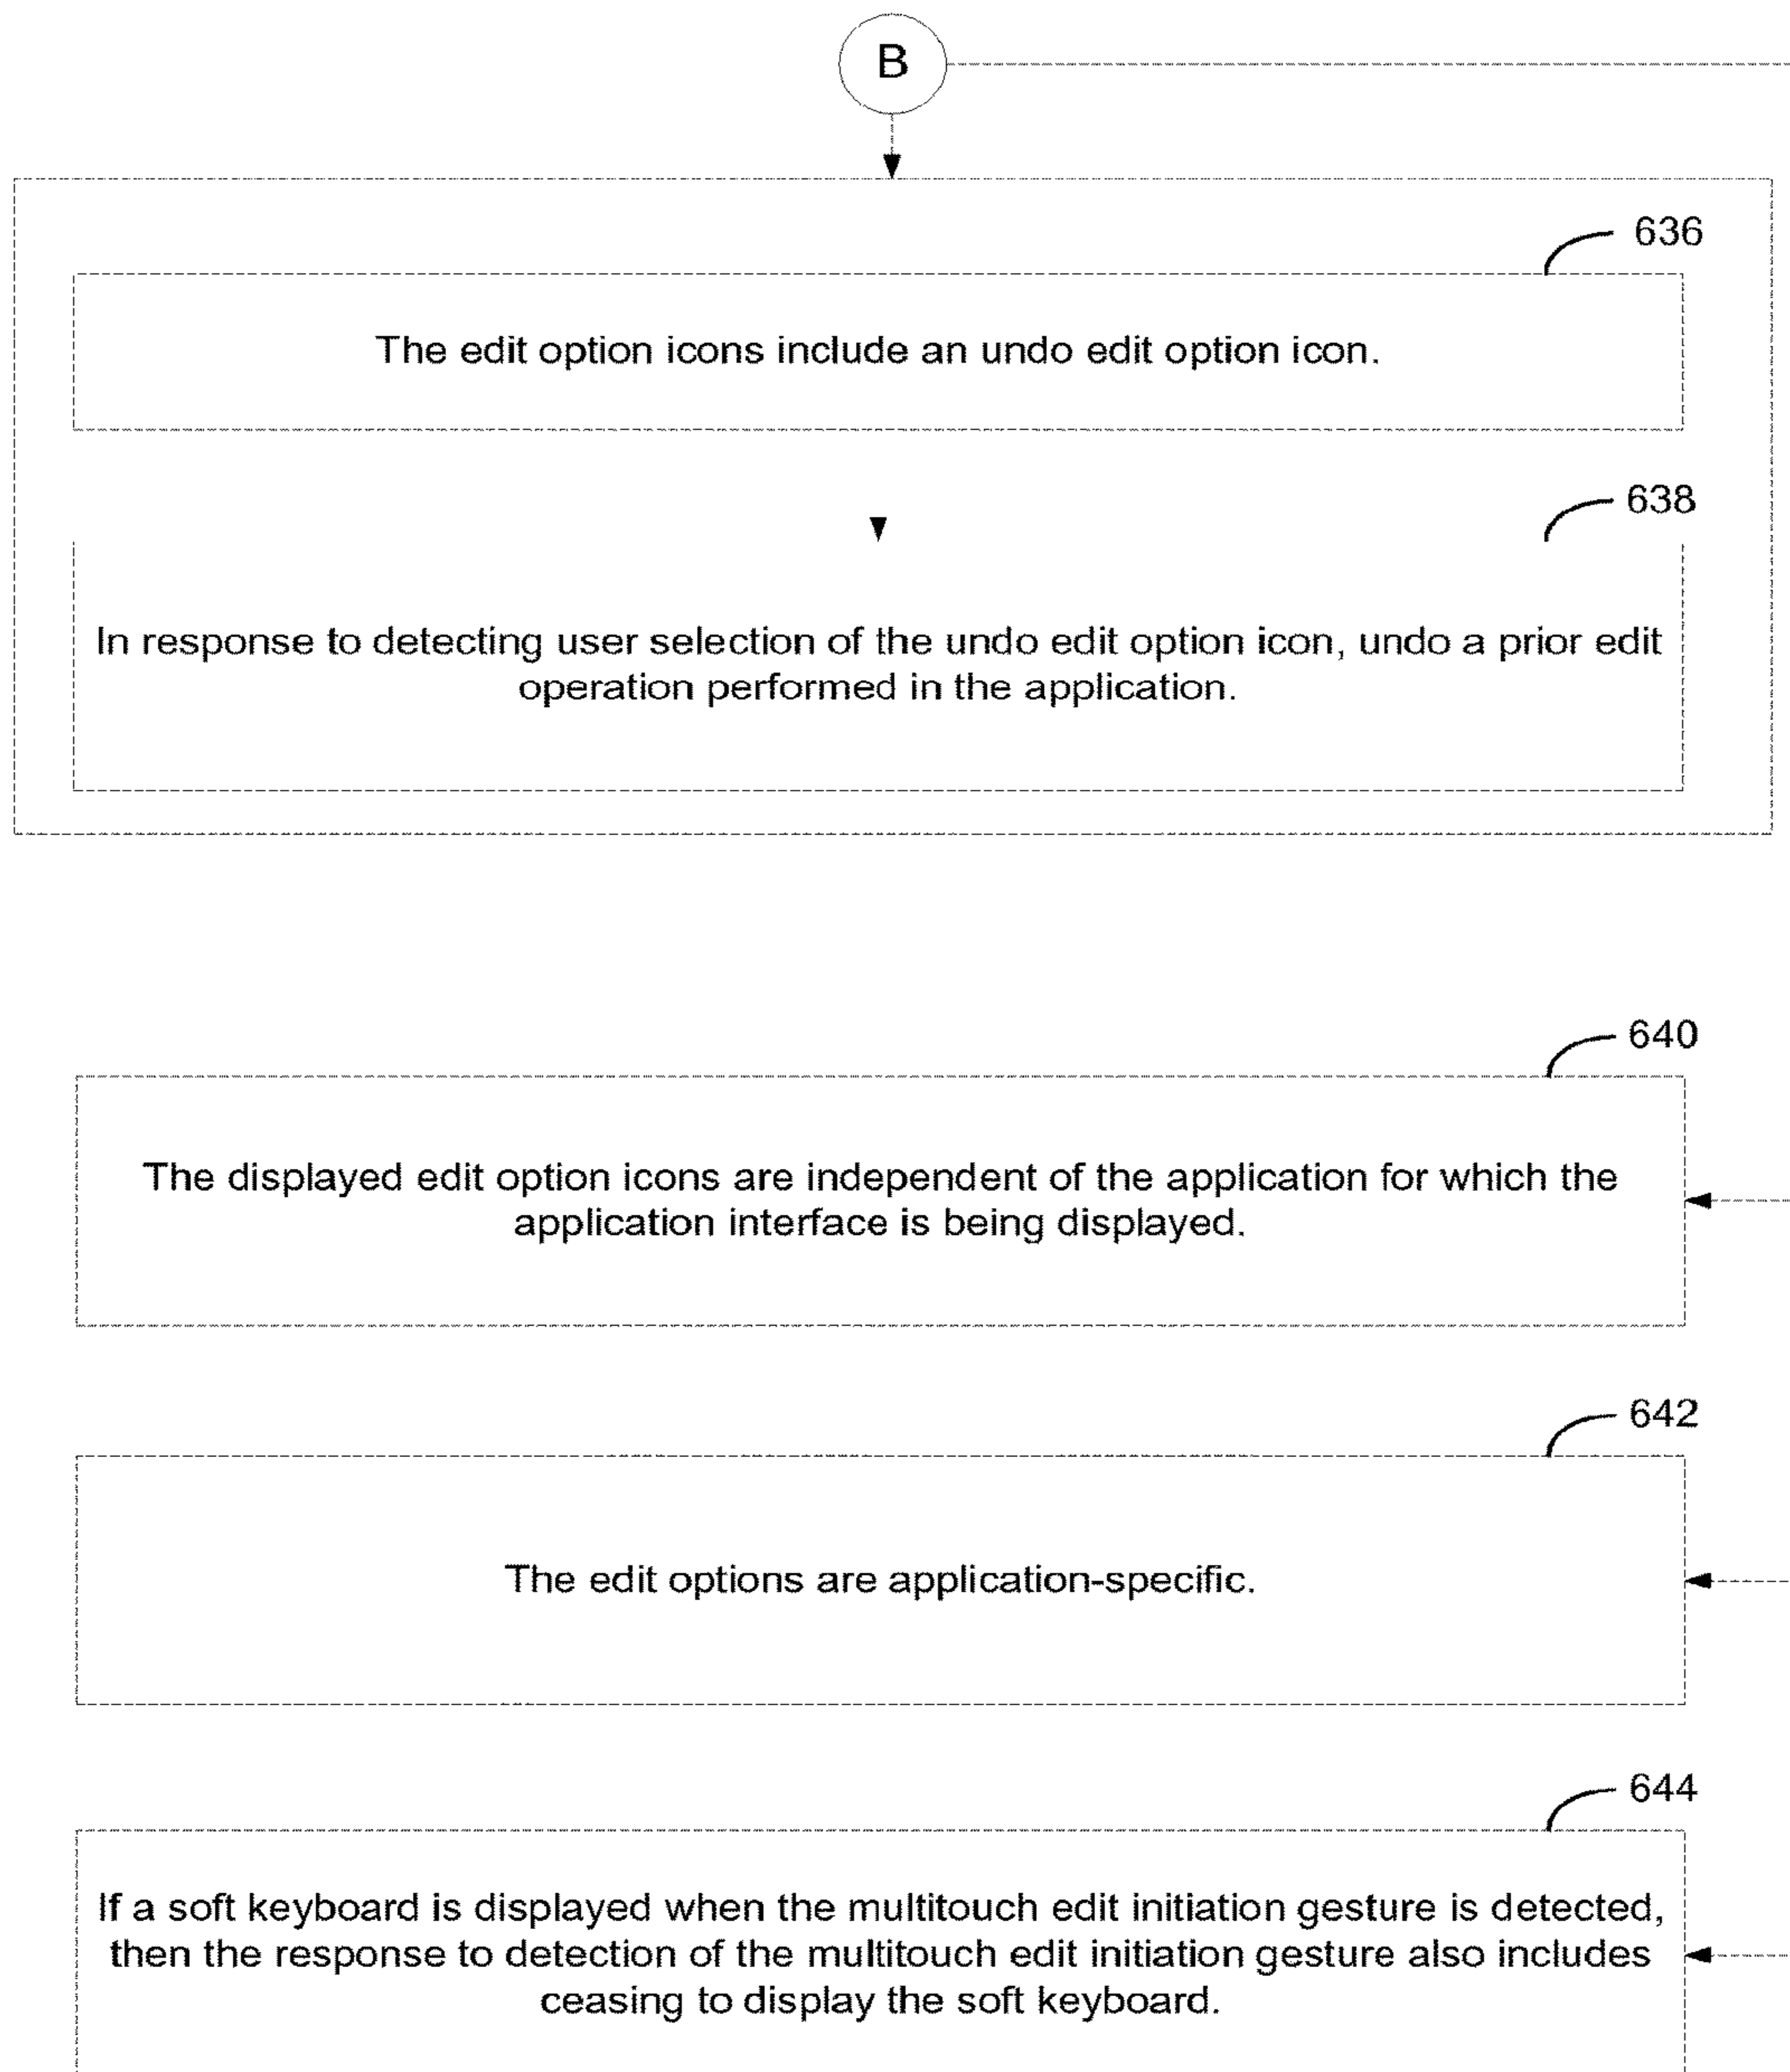 B
636
The edit option icons include an undo edit option icon.
638
In response to detecting user selection of the undo edit option icon, undo a prior edit
operation performed in the application.
640
The displayed edit option icons are independent of the application for which the
application interface is being displayed.
642
The edit options are application-specific.
644
If a soft keyboard is displayed when the multitouch edit initiation gesture is detected,
then the response to detection of the multitouch edit initiation gesture also includes
ceasing to display the soft keyboard.